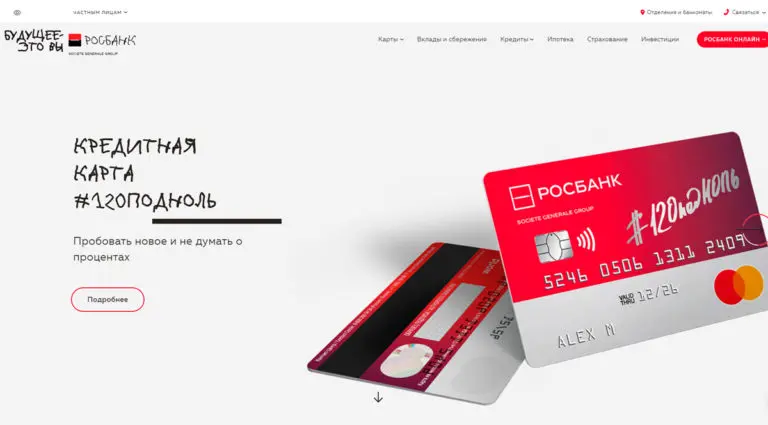 ЧАСТНЫМ ЛИЦАМ
Отделения и банкоматы
Связаться
БУДУЩЕЕ-
ЭТО ВЫ
РОСБАНК
SOCIETE GENERALE GROUP
Карты
Вклады и сбережения
Кредиты
Ипотека
Страхование
Инвестиции
РОСБАНК ОНЛАЙН
КРЕДИТНАЯ
КАРТА
#120ПОДНОЛЬ
Пробовать новое и не думать о
процентах
Подробнее
РОСБАНК
SOCIETE GENERALE GROUP
#120подНОЛЬ
5246 0506 1311 2409
VALID
THRU
12/26
ALEX M